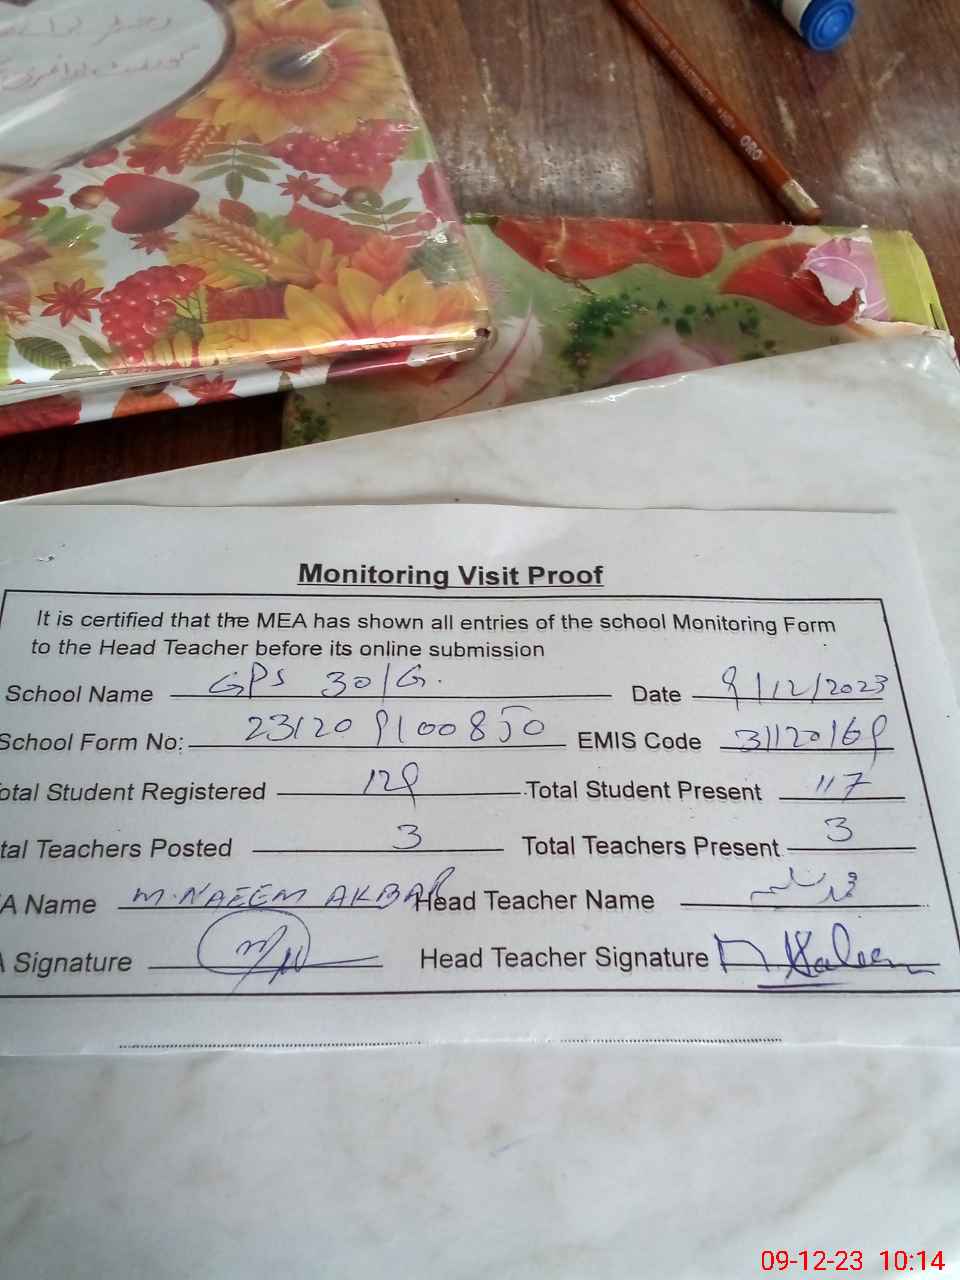 ORO
Monitoring Visit Proof
It is certified that the MEA has shown all entries of the school Monitoring Form
to the Head Teacher before its online submission
School Name GPS 30/G. Date 9/12/2023
School Form No: 231209100850 EMIS Code 31120169
otal Student Registered 129 Total Student Present 117
tal Teachers Posted 3 Total Teachers Present 3
A Name M.NAEEM AKBAR Head Teacher Name
A Signature Head Teacher Signature
09-12-23 10:14